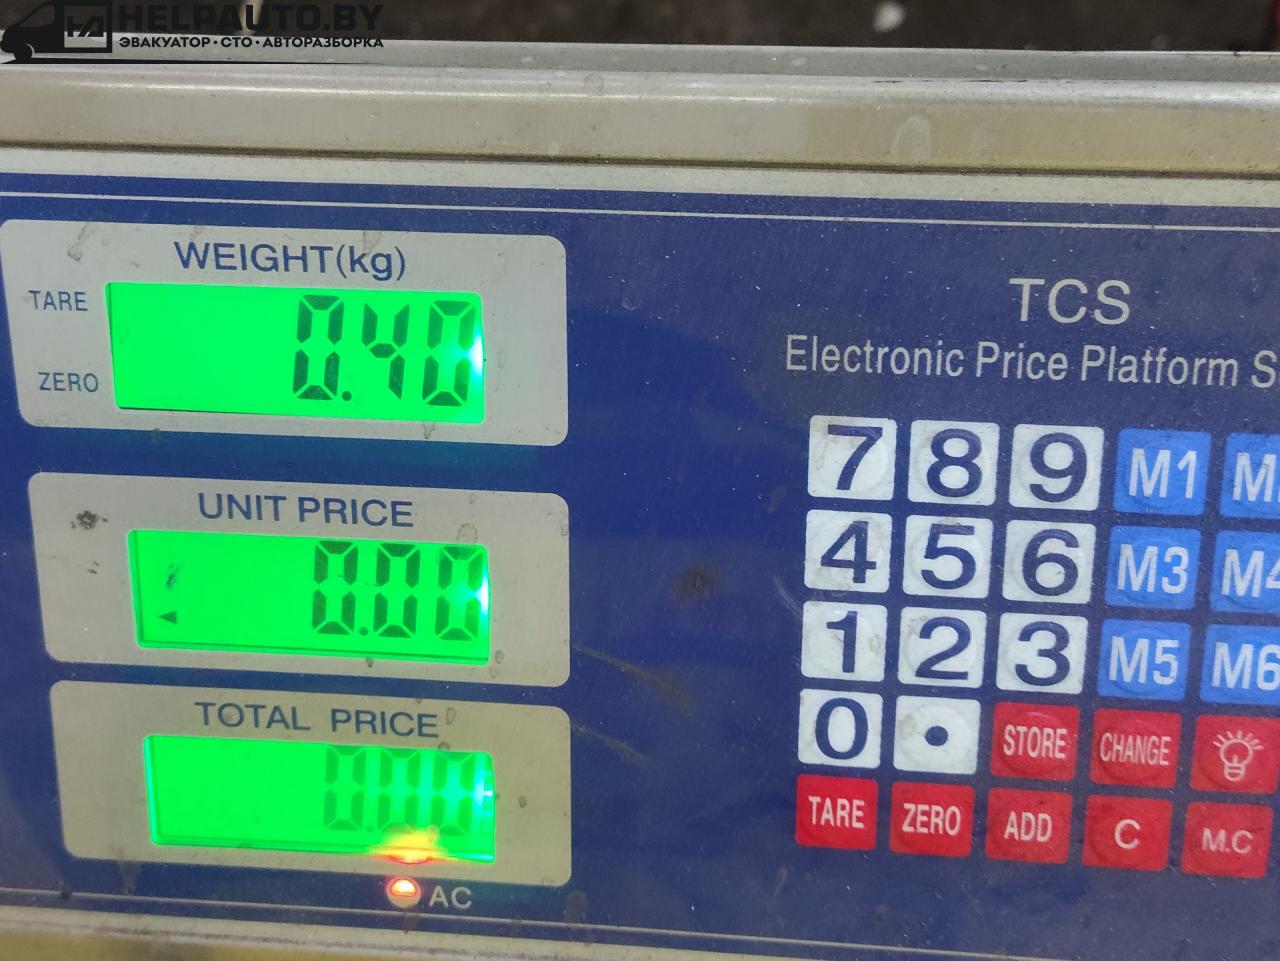 HELPAUTO.BY
ЭВАКУАТОР·СТО·АВТОРАЗБОРКА
WEIGHT(kg)
TARE
0.40
ZERO
UNIT PRICE
0.00
TOTAL PRICE
0.00
AC
TCS
Electronic Price Platform
7 8 9 M1
4 5 6 M3 M4
1 2 3 M5 M6
0 • STORE CHANGE
TARE ZERO ADD C M.C